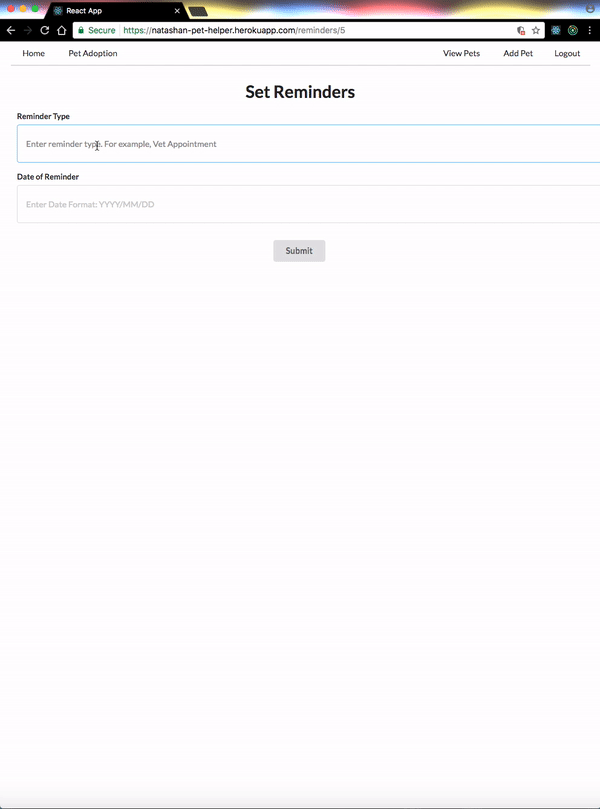 React App
Secure https://natashan-pet-helper.herokuapp.com/reminders/5
Home Pet Adoption View Pets Add Pet Logout
Set Reminders
Reminder Type
Enter reminder type. For example, Vet Appointment
Date of Reminder
Enter Date Format: YYYY/MM/DD
Submit